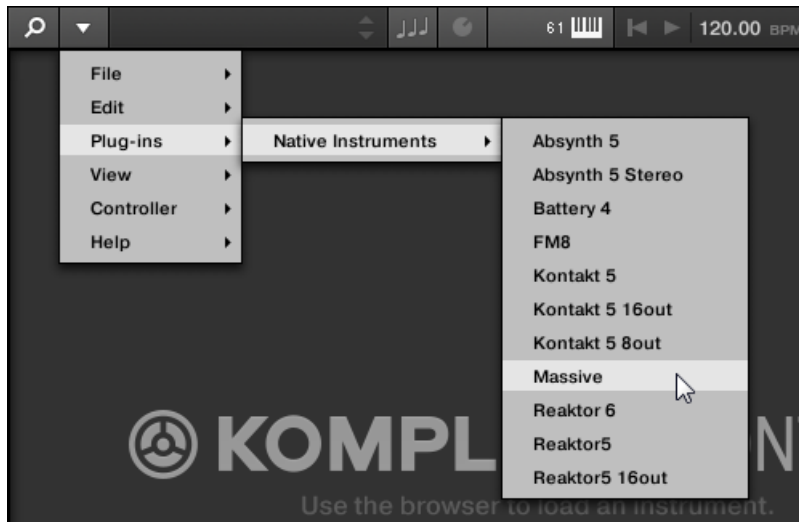 61
120.00 BPM
File
Edit
Plug-ins
View
Controller
Help
Native Instruments
Absynth 5
Absynth 5 Stereo
Battery 4
FM8
Kontakt 5
Kontakt 5 16out
Kontakt 5 8out
Massive
Reaktor 6
Reaktor5
Reaktor5 16out
KOMPL
Use the browser to load an instrument.